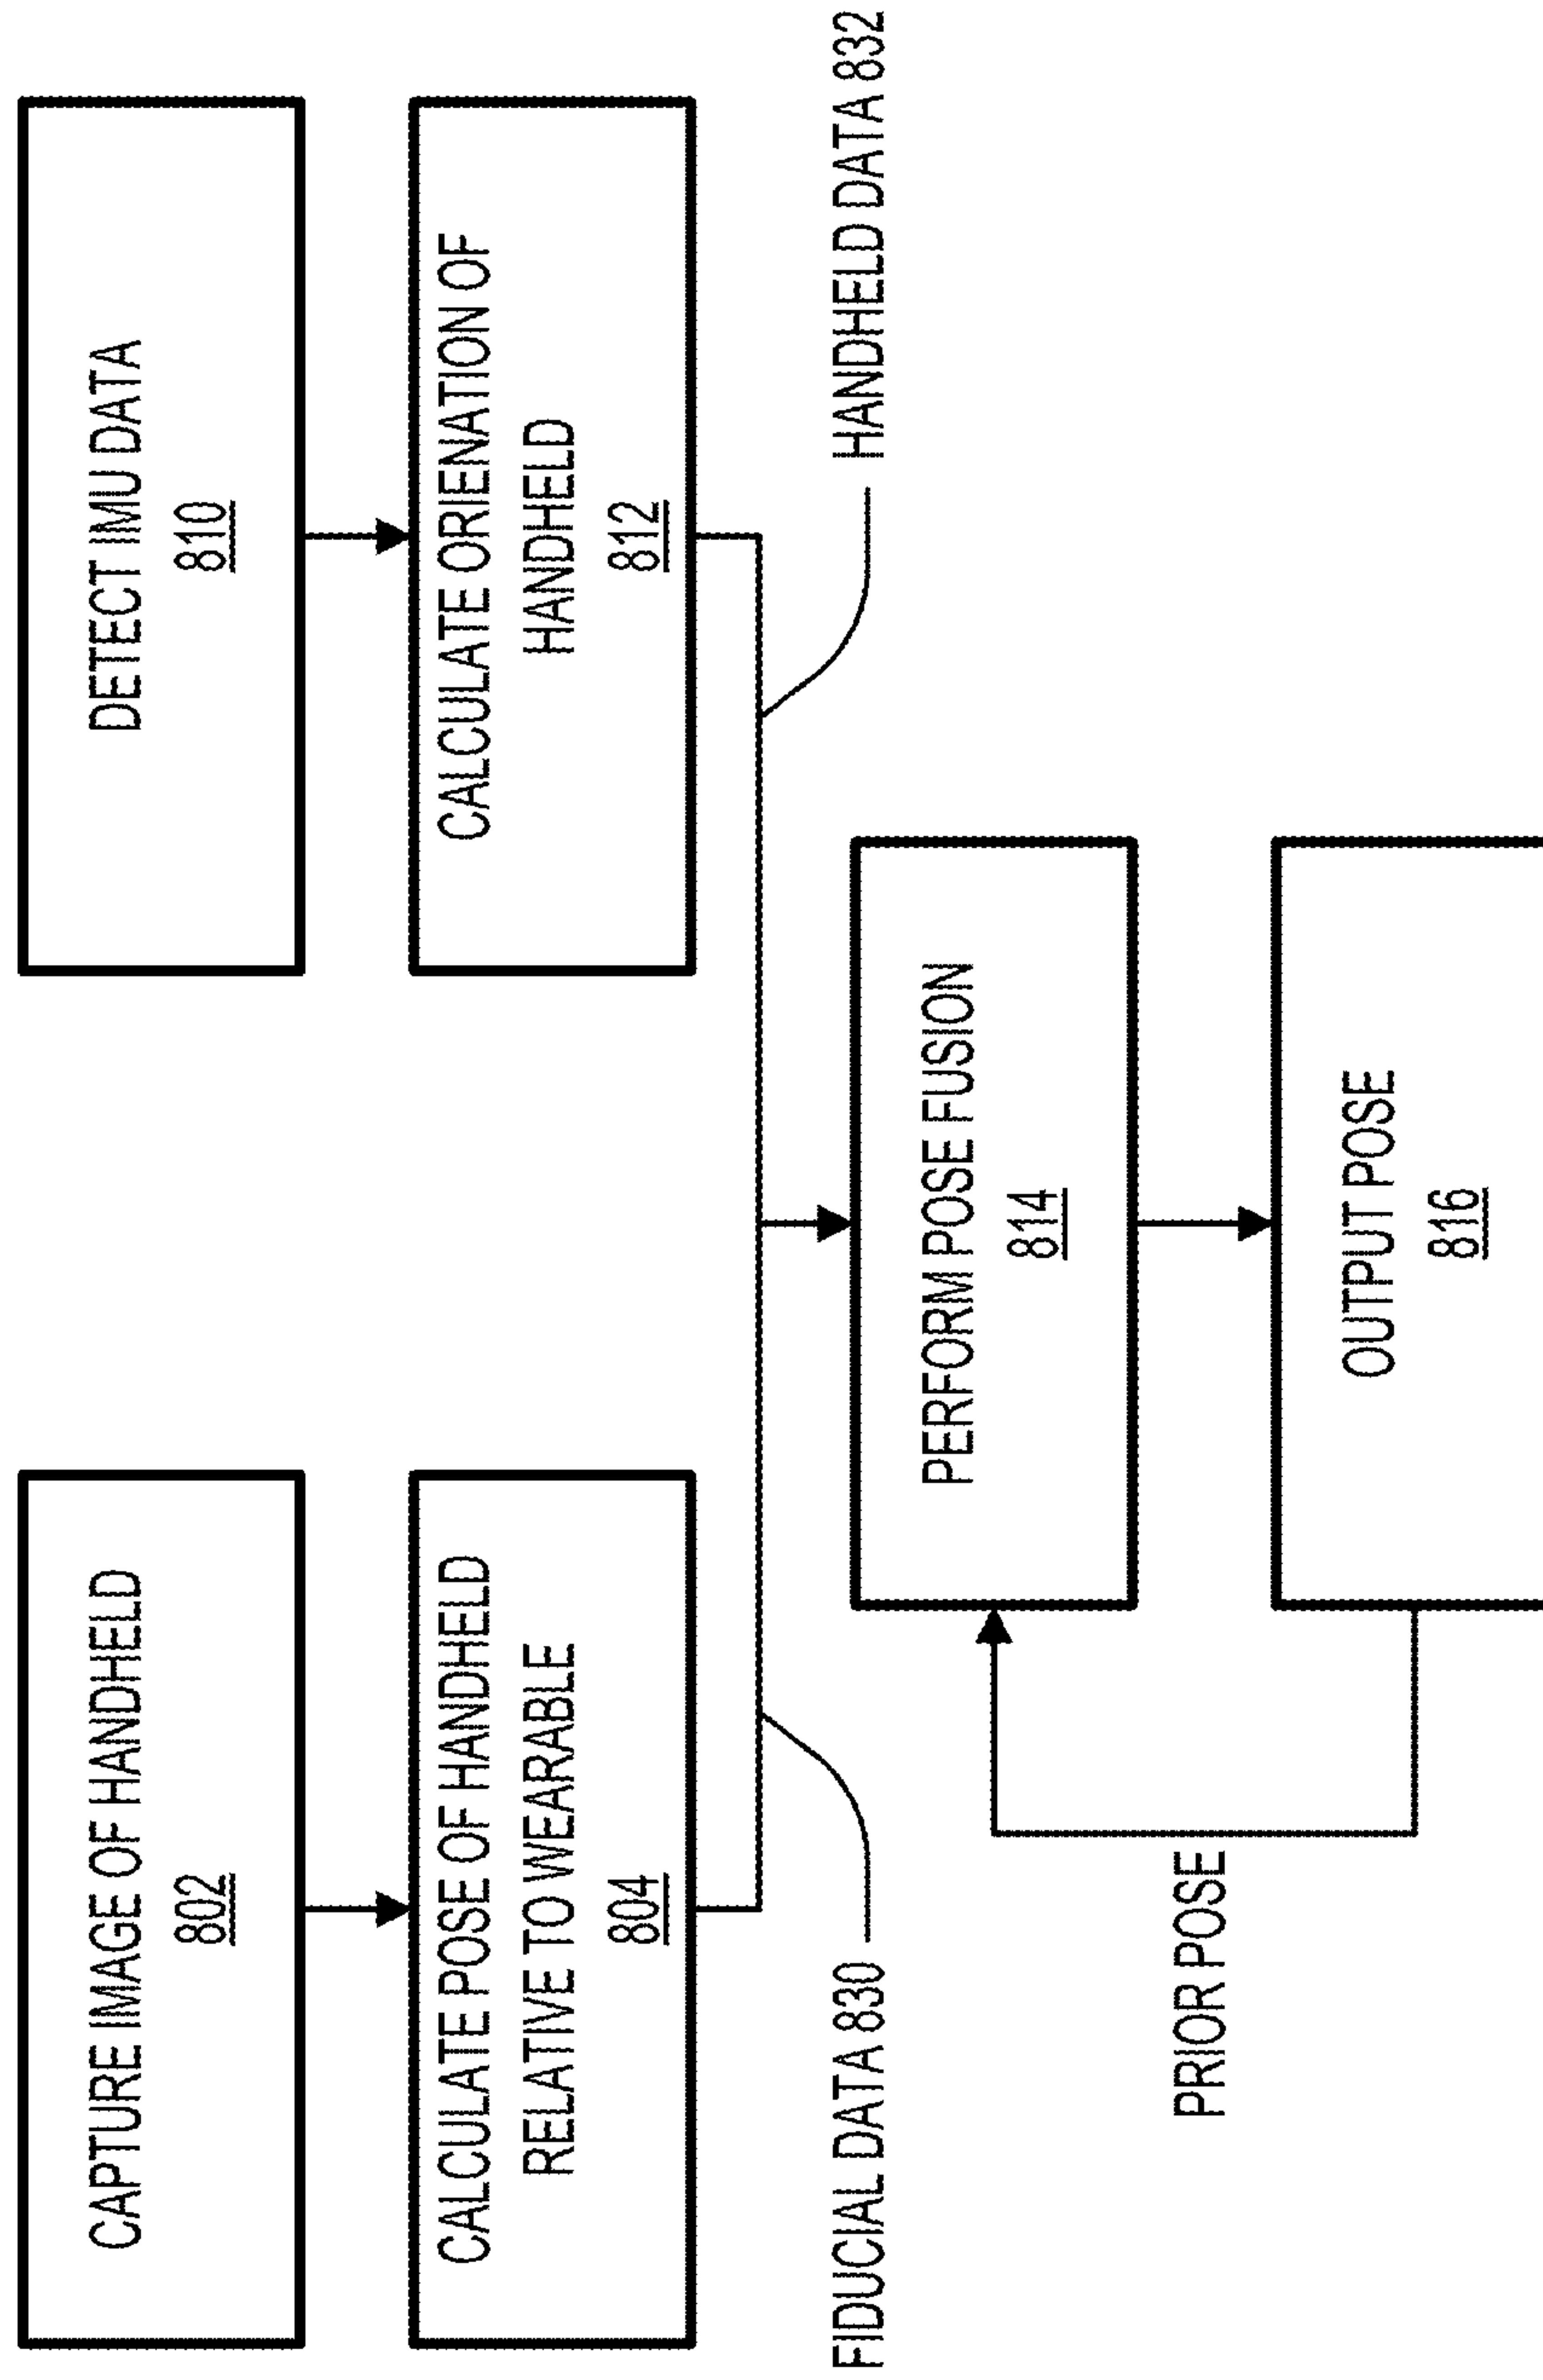 CAPTURE IMAGE OF HANDHELD
802
DETECT IMU DATA
810
CALCULATE POSE OF HANDHELD
RELATIVE TO WEARABLE
804
CALCULATE ORIENATION OF
HANDHELD
812
FIDUCIAL DATA 830
HANDHELD DATA 832
PERFORM POSE FUSION
814
PRIOR POSE
OUTPUT POSE
816